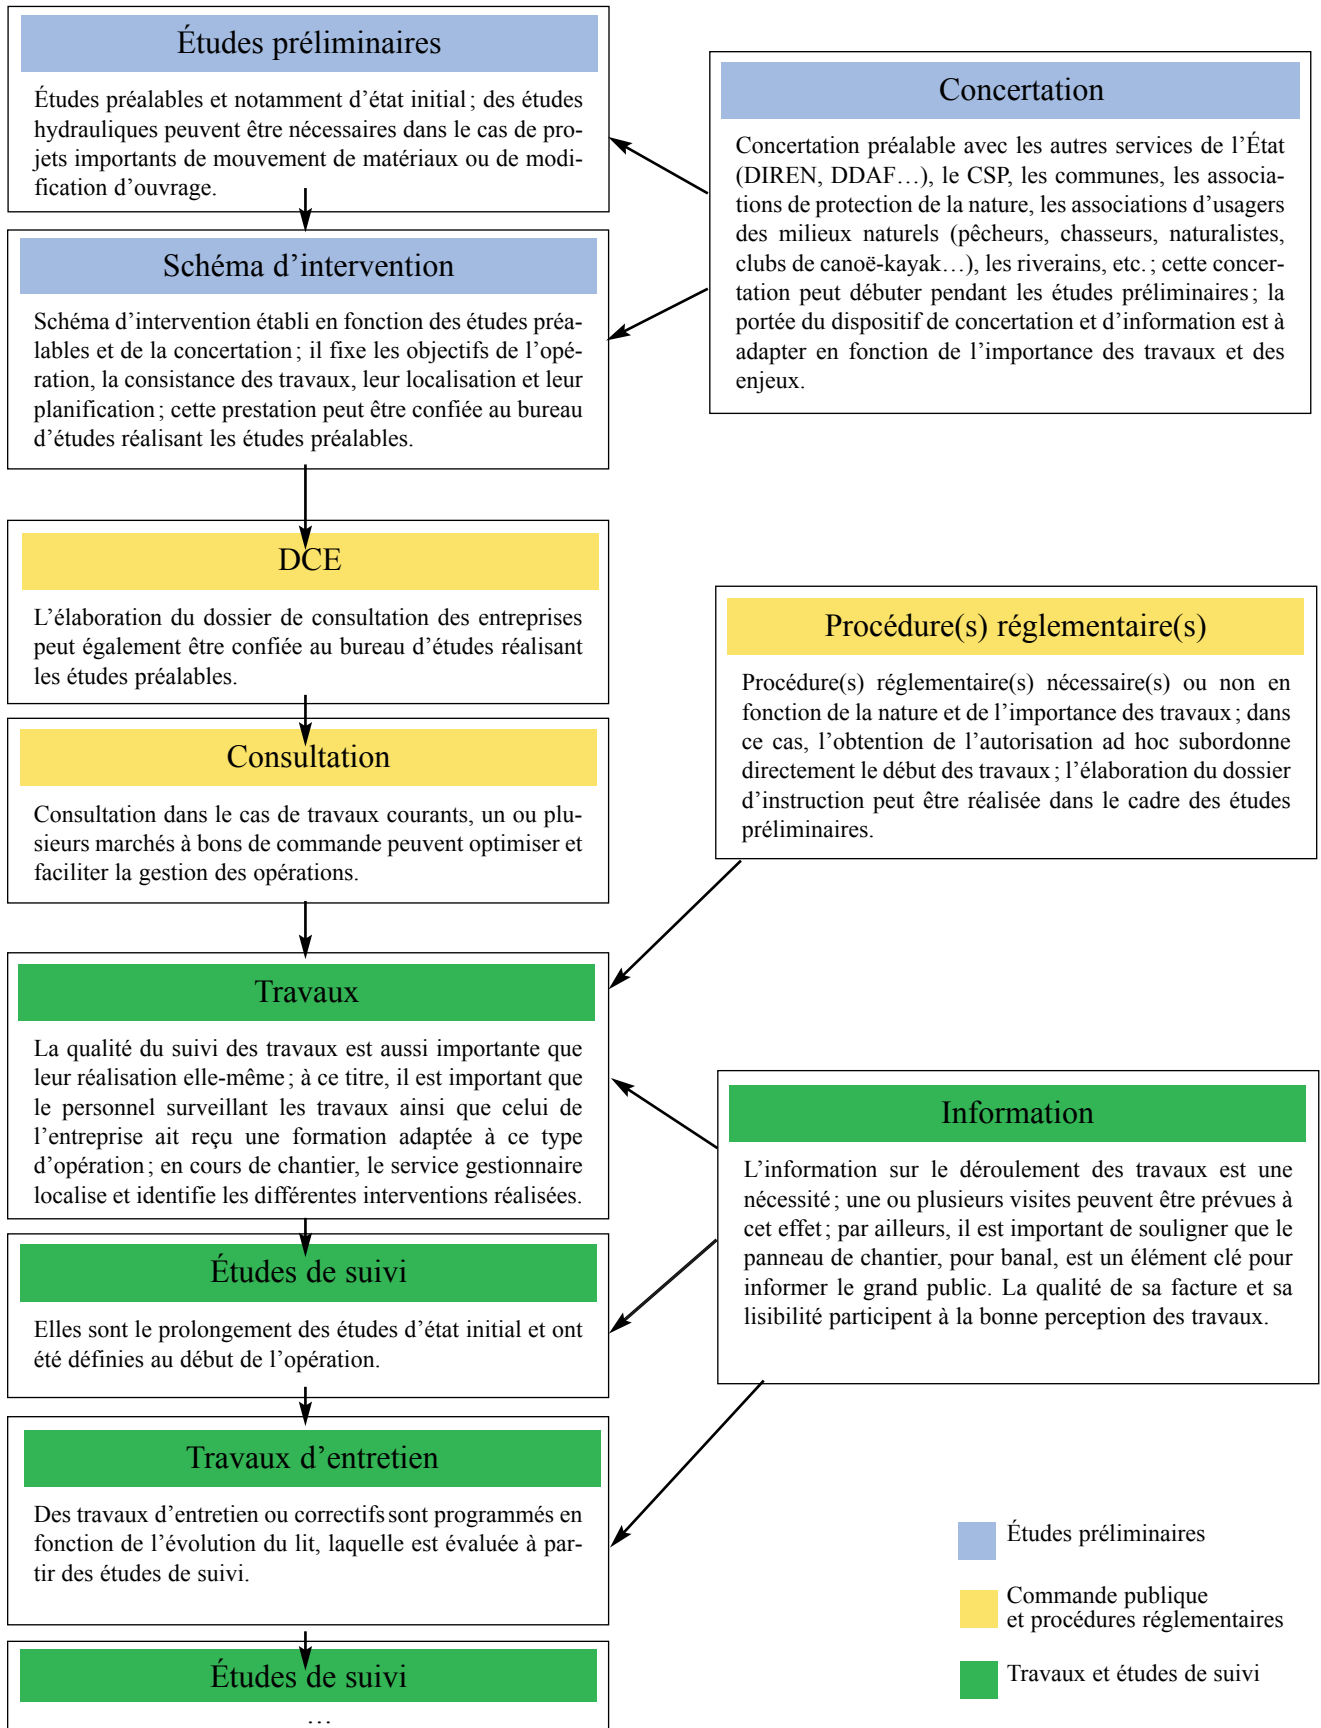 Études préliminaires
Études préalables et notamment d’état initial ; des études
hydrauliques peuvent être nécessaires dans le cas de pro-
jets importants de mouvement de matériaux ou de modi-
fication d’ouvrage.
Concertation
Concertation préalable avec les autres services de l’État
(DIREN, DDAF…), le CSP, les communes, les associa-
tions de protection de la nature, les associations d’usagers
des milieux naturels (pêcheurs, chasseurs, naturalistes,
clubs de canoë-kayak…), les riverains, etc. ; cette concer-
tation peut débuter pendant les études préliminaires ; la
portée du dispositif de concertation et d’information est à
adapter en fonction de l’importance des travaux et des
enjeux.
Schéma d’intervention
Schéma d’intervention établi en fonction des études préa-
lables et de la concertation ; il fixe les objectifs de l’opé-
ration, la consistance des travaux, leur localisation et leur
planification ; cette prestation peut être confiée au bureau
d’études réalisant les études préalables.
DCE
L’élaboration du dossier de consultation des entreprises
peut également être confiée au bureau d’études réalisant
les études préalables.
Procédure(s) réglementaire(s)
Procédure(s) réglementaire(s) nécessaire(s) ou non en
fonction de la nature et de l’importance des travaux ; dans
ce cas, l’obtention de l’autorisation ad hoc subordonne
directement le début des travaux ; l’élaboration du dossier
d’instruction peut être réalisée dans le cadre des études
préliminaires.
Consultation
Consultation dans le cas de travaux courants, un ou plu-
sieurs marchés à bons de commande peuvent optimiser et
faciliter la gestion des opérations.
Travaux
La qualité du suivi des travaux est aussi importante que
leur réalisation elle-même ; à ce titre, il est important que
le personnel surveillant les travaux ainsi que celui de
l’entreprise ait reçu une formation adaptée à ce type
d’opération ; en cours de chantier, le service gestionnaire
localise et identifie les différentes interventions réalisées.
Information
L’information sur le déroulement des travaux est une
nécessité ; une ou plusieurs visites peuvent être prévues à
cet effet ; par ailleurs, il est important de souligner que le
panneau de chantier, pour banal, est un élément clé pour
informer le grand public. La qualité de sa facture et sa
lisibilité participent à la bonne perception des travaux.
Études de suivi
Elles sont le prolongement des études d’état initial et ont
été définies au début de l’opération.
Travaux d’entretien
Des travaux d’entretien ou correctifs sont programmés en
fonction de l’évolution du lit, laquelle est évaluée à par-
tir des études de suivi.
Études de suivi
…
Études préliminaires
Commande publique
et procédures réglementaires
Travaux et études de suivi